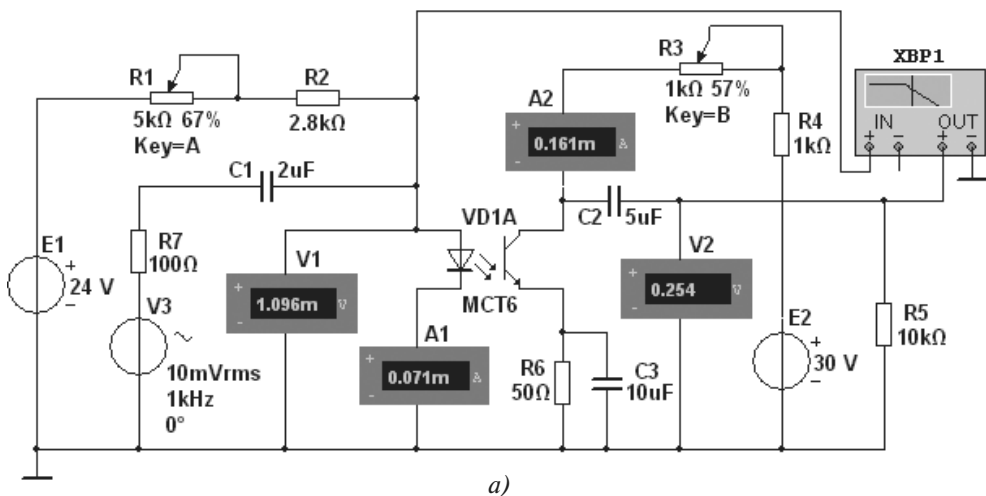 R1
5kΩ 67%
Key=A
R2
2.8kΩ
A2
+
0.161m
A
-
R3
1kΩ 57%
Key=B
R4
1kΩ
XBP1
IN OUT
+ - + -
C1 2uF
R7
100Ω
E1
+
24 V
-
V3
10mVrms
1kHz
0°
V1
+
1.096m
V
-
VD1A
MCT6
A1
+
0.071m
A
-
C2 5uF
R6
50Ω
C3
10uF
V2
+
0.254
V
-
E2
+
30 V
-
R5
10kΩ
a)